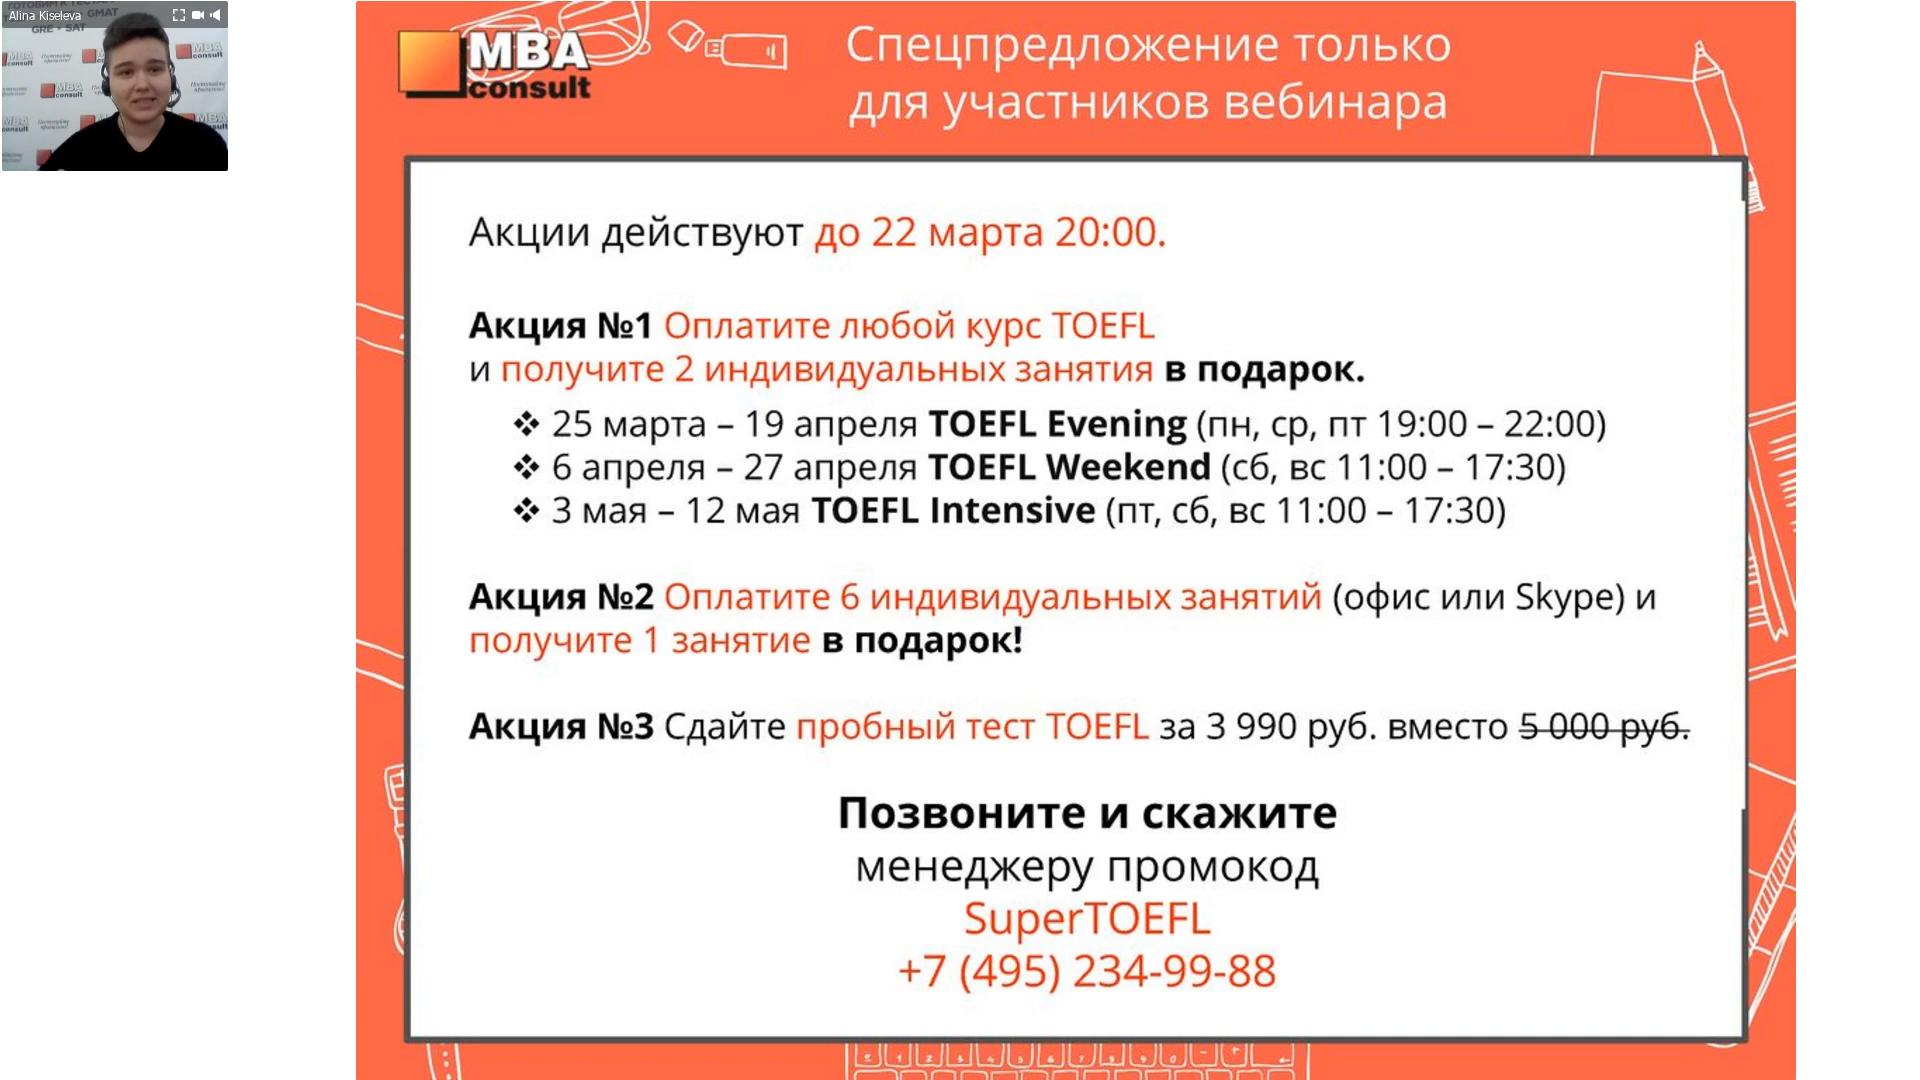 Alina Kiseleva
GMAT
GRE • SAT
MBA
consult
Спецпредложение только
для участников вебинара
Акции действуют до 22 марта 20:00.
Акция №1 Оплатите любой курс TOEFL
и получите 2 индивидуальных занятия в подарок.
❖ 25 марта – 19 апреля TOEFL Evening (пн, ср, пт 19:00 – 22:00)
❖ 6 апреля – 27 апреля TOEFL Weekend (сб, вс 11:00 – 17:30)
❖ 3 мая – 12 мая TOEFL Intensive (пт, сб, вс 11:00 – 17:30)
Акция №2 Оплатите 6 индивидуальных занятий (офис или Skype) и
получите 1 занятие в подарок!
Акция №3 Сдайте пробный тест TOEFL за 3 990 руб. вместо 5 000 руб.
Позвоните и скажите
менеджеру промокод
SuperTOEFL
+7 (495) 234-99-88